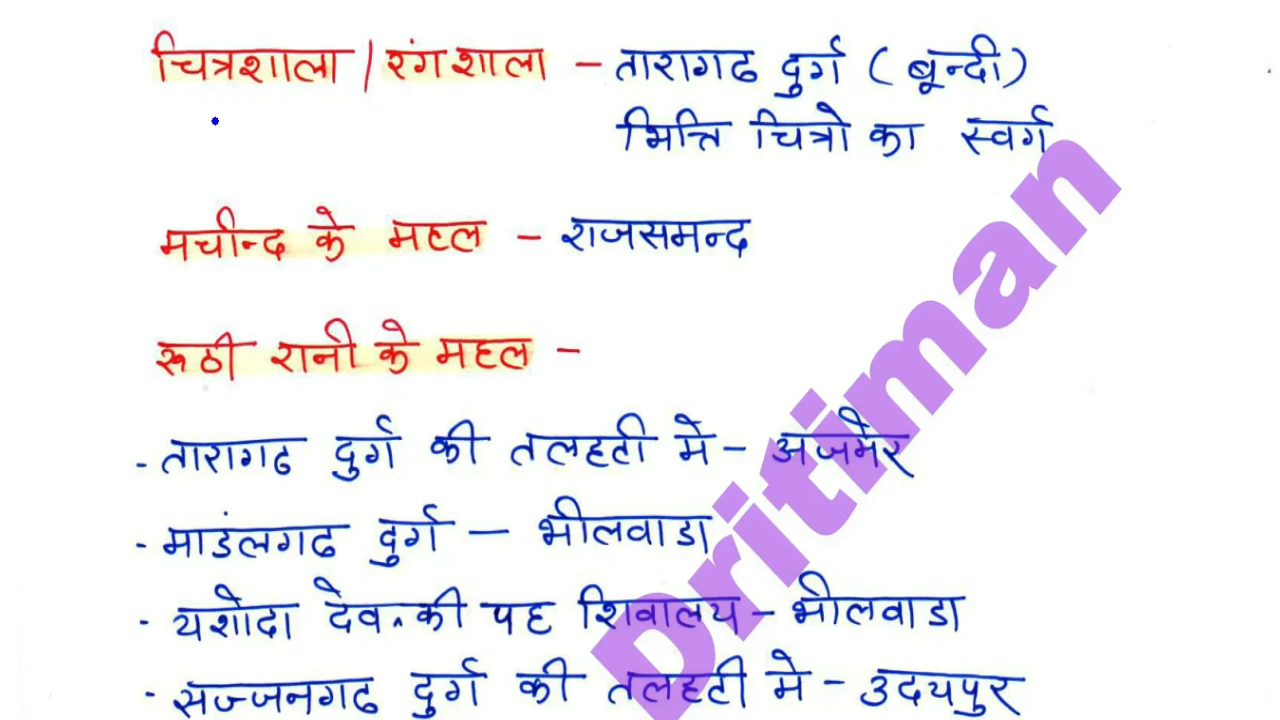 चित्रशाला / रंगशाला - तारागढ दुर्ग ( बून्दी )
भित्ति चित्रो का स्वर्ग
मचीन्द के महल - राजसमन्द
रूठी रानी के महल -
- तारागढ दुर्ग की तलहटी मे - अजमेर
- माडंलगढ दुर्ग - भीलवाडा
- यशोदा देव की यह शिवालय - भीलवाडा
- सज्जनगढ दुर्ग की तलहटी मे - उदयपुर
Dritiman